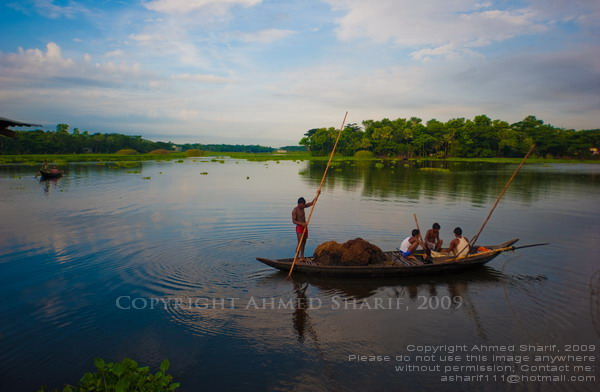 Copyright Ahmed Sharif, 2009
Copyright Ahmed Sharif, 2009
Please do not use this image anywhere
without permission; Contact me:
asharif111@hotmail.com